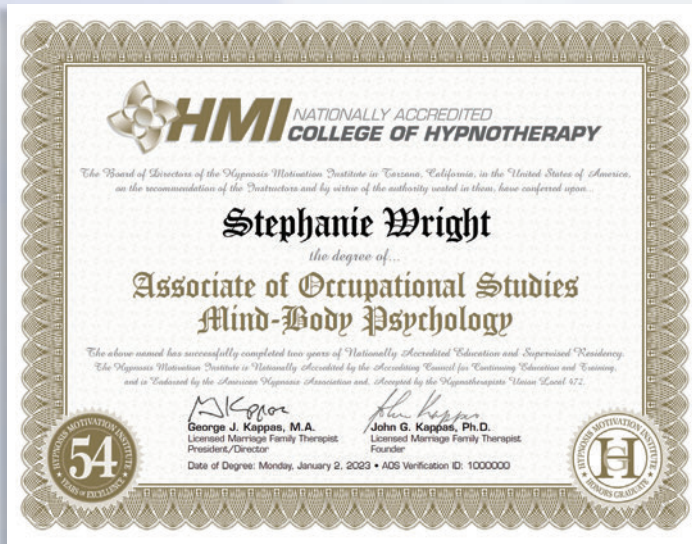 HMI NATIONALLY ACCREDITED
COLLEGE OF HYPNOTHERAPY
The Board of Directors of the Hypnosis Motivation Institute in Tarzana, California, in the United States of America,
on the recommendation of the Instructors and by virtue of the authority vested in them, have conferred upon...
Stephanie Wright
the degree of...
Associate of Occupational Studies
Mind-Body Psychology
The above named has successfully completed two years of Nationally Accredited Education and Supervised Residency.
The Hypnosis Motivation Institute is Nationally Accredited by the Accrediting Council for Continuing Education and Training,
and is Endorsed by the American Hypnosis Association and, Accepted by the Hypnotherapists Union Local 472.
George J. Kappas, M.A.
Licensed Marriage Family Therapist
President/Director
John G. Kappas, Ph.D.
Licensed Marriage Family Therapist
Founder
Date of Degree: Monday, January 2, 2023 • AOS Verification ID: 1000000
HYPNOSIS MOTIVATION INSTITUTE
54
YEARS OF EXCELLENCE
HYPNOSIS MOTIVATION INSTITUTE
H
G
HONORS GRADUATE